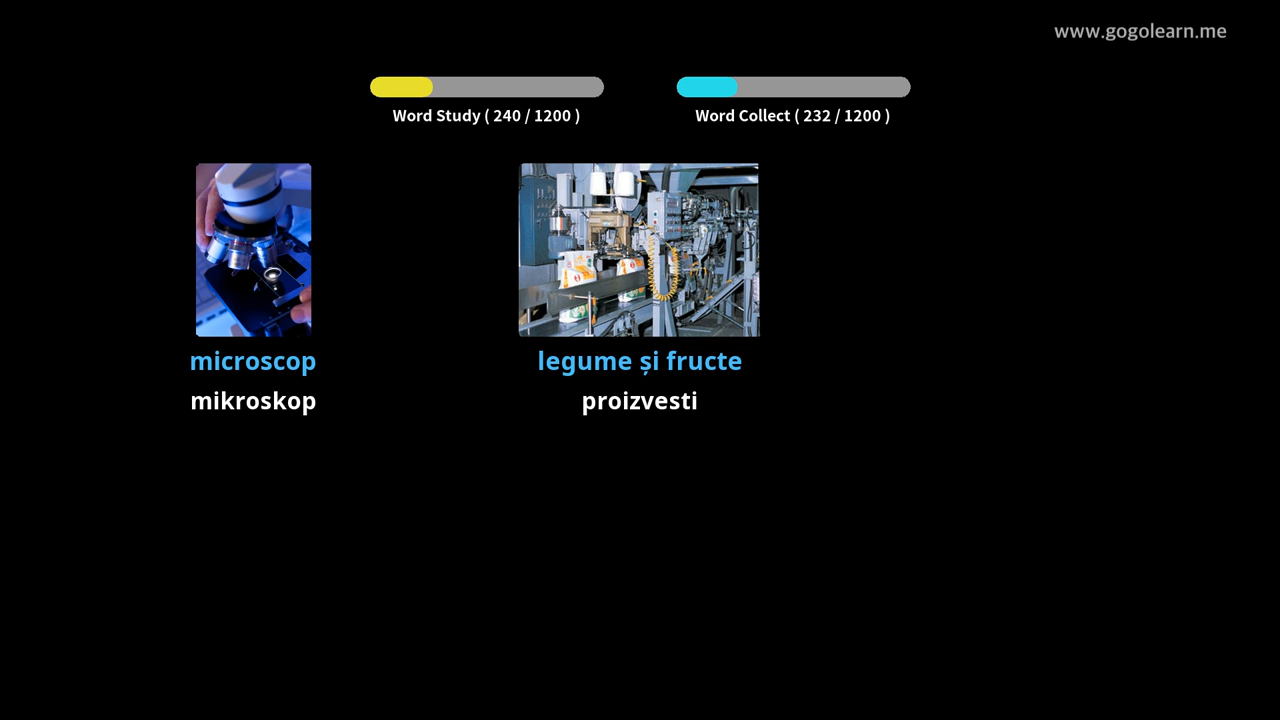 www.gogolearn.me
Word Study ( 240 / 1200 )
Word Collect ( 232 / 1200 )
microscop
legume și fructe
mikroskop
proizvesti